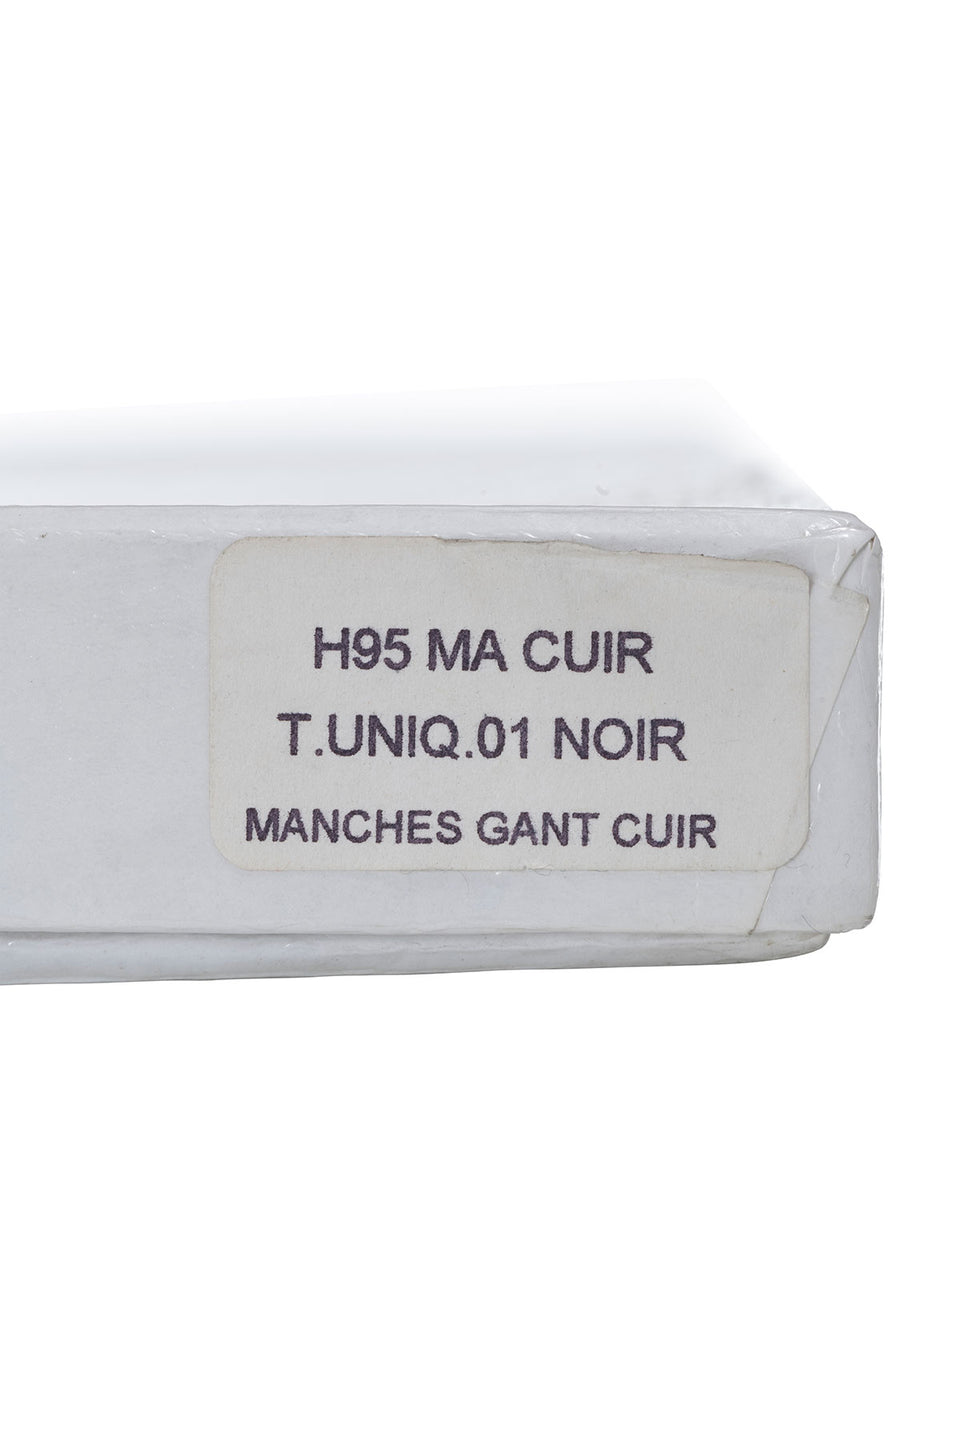 H95 MA CUIR
T.UNIQ.01 NOIR
MANCHES GANT CUIR